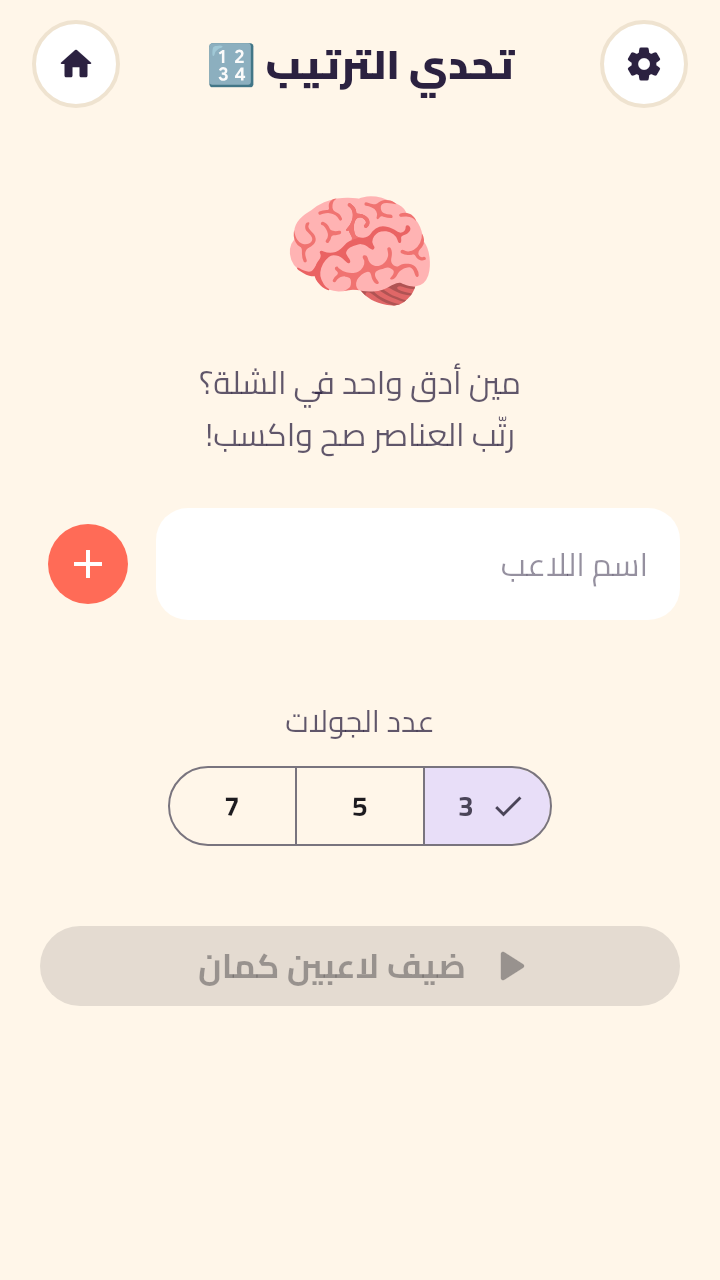 تحدي الترتيب 🔢
مين أدق واحد في الشلة؟
رتّب العناصر صح واكسب!
اسم اللاعب
عدد الجولات
3 5 7
ضيف لاعبين كمان